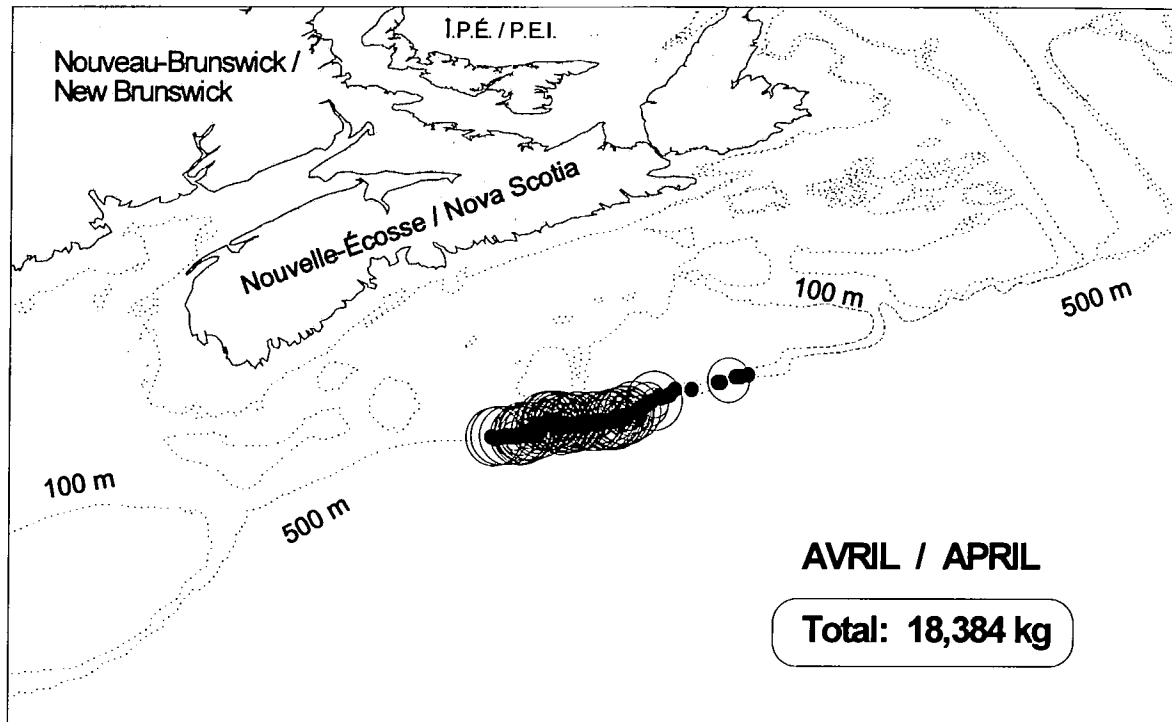 Î.P.É. / P.E.I.
Nouveau-Brunswick /
New Brunswick
Nouvelle-Écosse / Nova Scotia
100 m
500 m
100 m
500 m
AVRIL / APRIL
Total: 18,384 kg